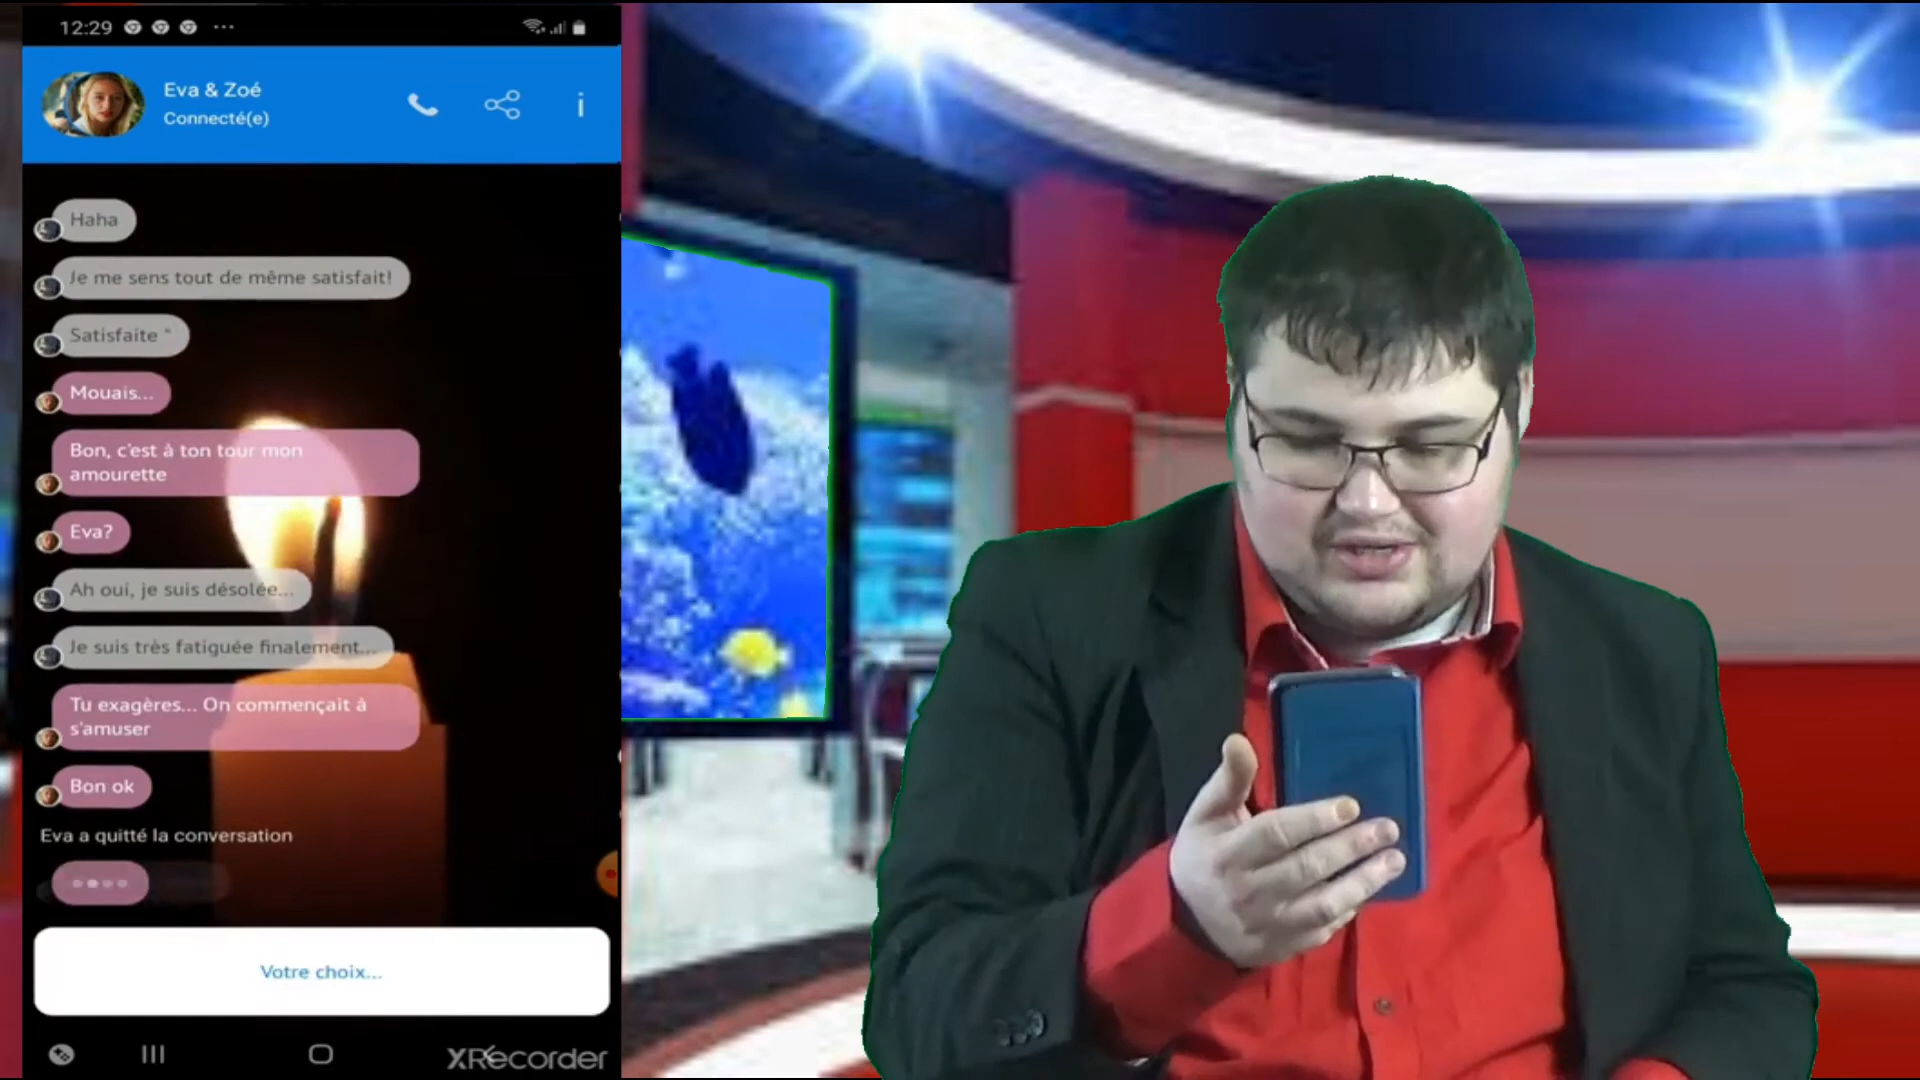 12:29
Eva & Zoé
Connecté(e)
Haha
Je me sens tout de même satisfait!
Satisfaite *
Mouais...
Bon, c'est à ton tour mon
amourette
Eva?
Ah oui, je suis désolée...
Je suis très fatiguée finalement...
Tu exagères... On commençait à
s'amuser
Bon ok
Eva a quitté la conversation
Votre choix...
XRecorder